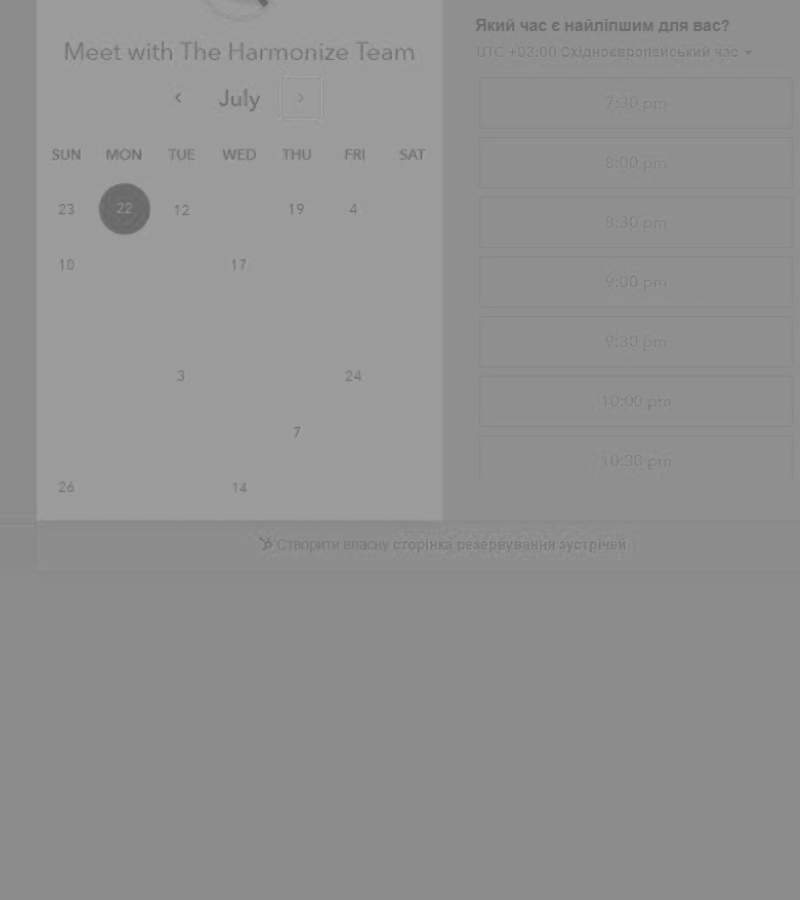 Meet with The Harmonize Team
July
SUN MON TUE WED THU FRI SAT
23 22 12 19 4
10 17
3 24
7
26 14
Який час є найліпшим для вас?
UTC +03:00 Східноєвропейський час
7:30 pm
8:00 pm
8:30 pm
9:00 pm
9:30 pm
10:00 pm
10:30 pm
Створити власну сторінка резервування зустрічей